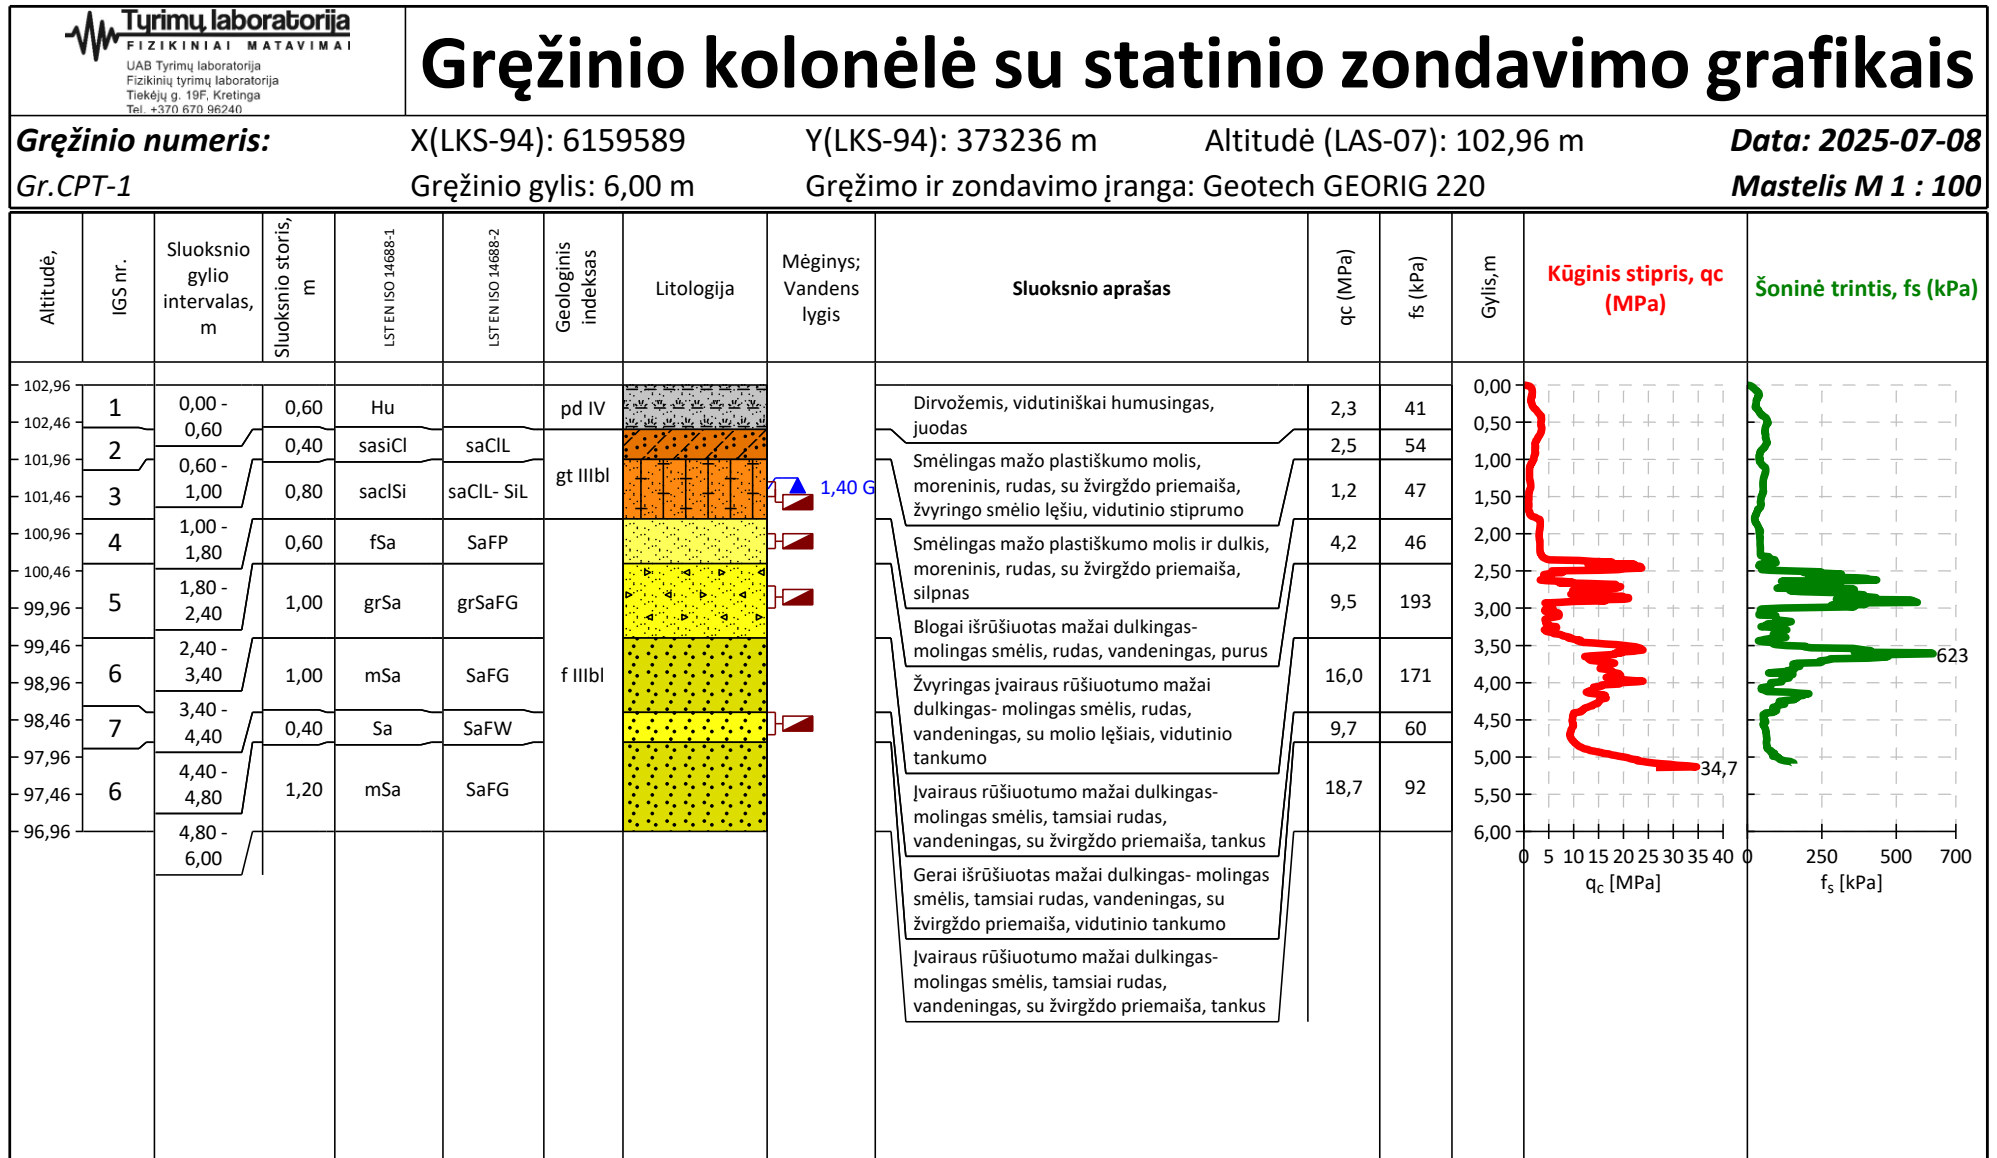 Tyrimų laboratorija
FIZIKINIAI MATAVIMAI
UAB Tyrimų laboratorija
Fizikinių tyrimų laboratorija
Tiekėjų g. 19F, Kretinga
Tel. +370 670 96240
Gręžinio kolonėlė su statinio zondavimo grafikais
Gręžinio numeris:
X(LKS-94): 6159589
Y(LKS-94): 373236 m
Altitudė (LAS-07): 102,96 m
Data: 2025-07-08
Gr.CPT-1
Gręžinio gylis: 6,00 m
Gręžimo ir zondavimo įranga: Geotech GEORIG 220
Mastelis M 1 : 100
Altitudė,
IGS nr.
Sluoksnio
gylio
intervalas,
m
Sluoksnio storis,
m
LST EN ISO 14688-1
LST EN ISO 14688-2
Geologinis
indeksas
Litologija
Mėginys;
Vandens
lygis
Sluoksnio aprašas
qc (MPa)
fs (kPa)
Gylis,m
Kūginis stipris, qc
(MPa)
Šoninė trintis, fs (kPa)
102,96
102,46
101,96
101,46
100,96
100,46
99,96
99,46
98,96
98,46
97,96
97,46
96,96
1
2
3
4
5
6
7
6
0,00 -
0,60
0,60 -
1,00
1,00 -
1,80
1,80 -
2,40
2,40 -
3,40
3,40 -
4,40
4,40 -
4,80
4,80 -
6,00
0,60
0,40
0,80
0,60
1,00
1,00
0,40
1,20
Hu
sasiCl
saclSi
fSa
grSa
mSa
Sa
mSa
saClL
saClL- SiL
SaFP
grSaFG
SaFG
SaFW
SaFG
pd IV
gt IIIbl
f IIIbl
1,40 G
Dirvožemis, vidutiniškai humusingas,
juodas
Smėlingas mažo plastiškumo molis,
moreninis, rudas, su žvirgždo priemaiša,
žvyringo smėlio lęšiu, vidutinio stiprumo
Smėlingas mažo plastiškumo molis ir dulkis,
moreninis, rudas, su žvirgždo priemaiša,
silpnas
Blogai išrūšiuotas mažai dulkingas-
molingas smėlis, rudas, vandeningas, purus
Žvyringas įvairaus rūšiuotumo mažai
dulkingas- molingas smėlis, rudas,
vandeningas, su molio lęšiais, vidutinio
tankumo
Įvairaus rūšiuotumo mažai dulkingas-
molingas smėlis, tamsiai rudas,
vandeningas, su žvirgždo priemaiša, tankus
Gerai išrūšiuotas mažai dulkingas- molingas
smėlis, tamsiai rudas, vandeningas, su
žvirgždo priemaiša, vidutinio tankumo
Įvairaus rūšiuotumo mažai dulkingas-
molingas smėlis, tamsiai rudas,
vandeningas, su žvirgždo priemaiša, tankus
2,3
2,5
1,2
4,2
9,5
16,0
9,7
18,7
41
54
47
46
193
171
60
92
0,00
0,50
1,00
1,50
2,00
2,50
3,00
3,50
4,00
4,50
5,00
5,50
6,00
34,7
0 5 10 15 20 25 30 35 40
qc [MPa]
623
0 250 500 700
fs [kPa]